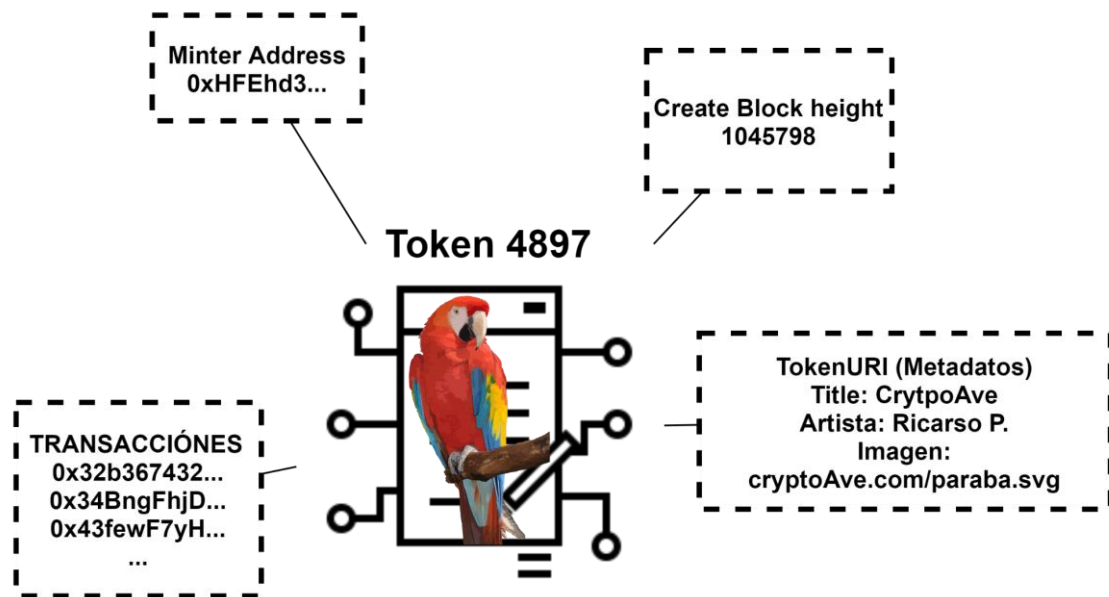 Minter Address
0xHFEhd3...
Create Block height
1045798
Token 4897
TokenURI (Metadatos)
Title: CrytpoAve
Artista: Ricarso P.
Imagen:
cryptoAve.com/paraba.svg
TRANSACCIÓNES
0x32b367432...
0x34BngFhjD...
0x43fewF7yH...
...